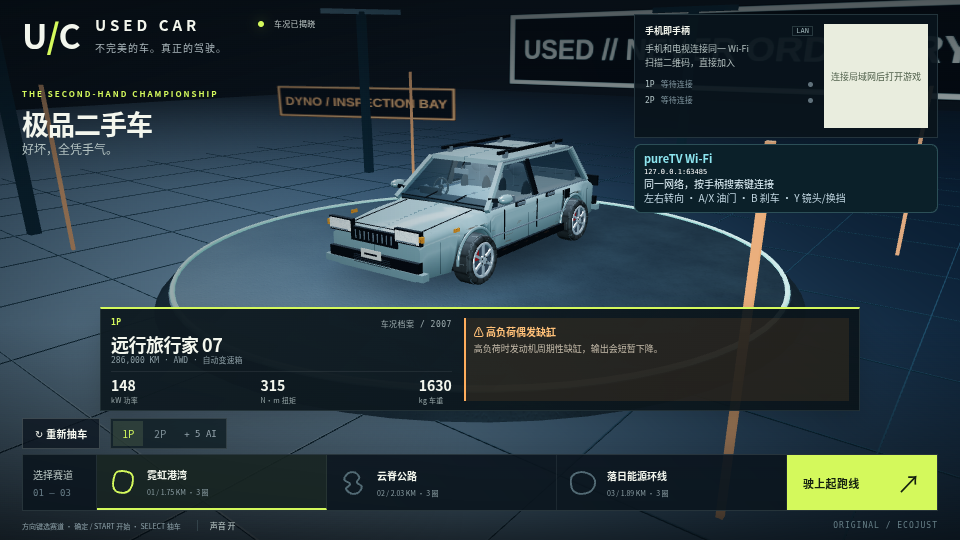 U/C
USED CAR
不完美的车。真正的驾驶。
车况已揭晓
THE SECOND-HAND CHAMPIONSHIP
极品二手车
好坏，全凭手气。
DYNO / INSPECTION BAY
USED // N
手机即手柄
LAN
手机和电视连接同一 Wi-Fi
扫描二维码，直接加入
1P 等待连接
2P 等待连接
连接局域网后打开游戏
pureTV Wi-Fi
127.0.0.1:63485
同一网络，按手柄搜索键连接
左右转向 · A/X 油门 · B 刹车 · Y 镜头/换挡
1P
车况档案 / 2007
远行旅行家 07
286,000 KM · AWD · 自动变速箱
148
kW 功率
315
N·m 扭矩
1630
kg 车重
⚠ 高负荷偶发缺缸
高负荷时发动机周期性缺缸，输出会短暂下降。
↻ 重新抽车
1P
2P
+ 5 AI
选择赛道
01 — 03
霓虹港湾
01 / 1.75 KM · 3 圈
云脊公路
02 / 2.03 KM · 3 圈
落日能源环线
03 / 1.89 KM · 3 圈
驶上起跑线
方向键选赛道 · 确定 / START 开始 · SELECT 抽车
声音 开
ORIGINAL / ECOJUST